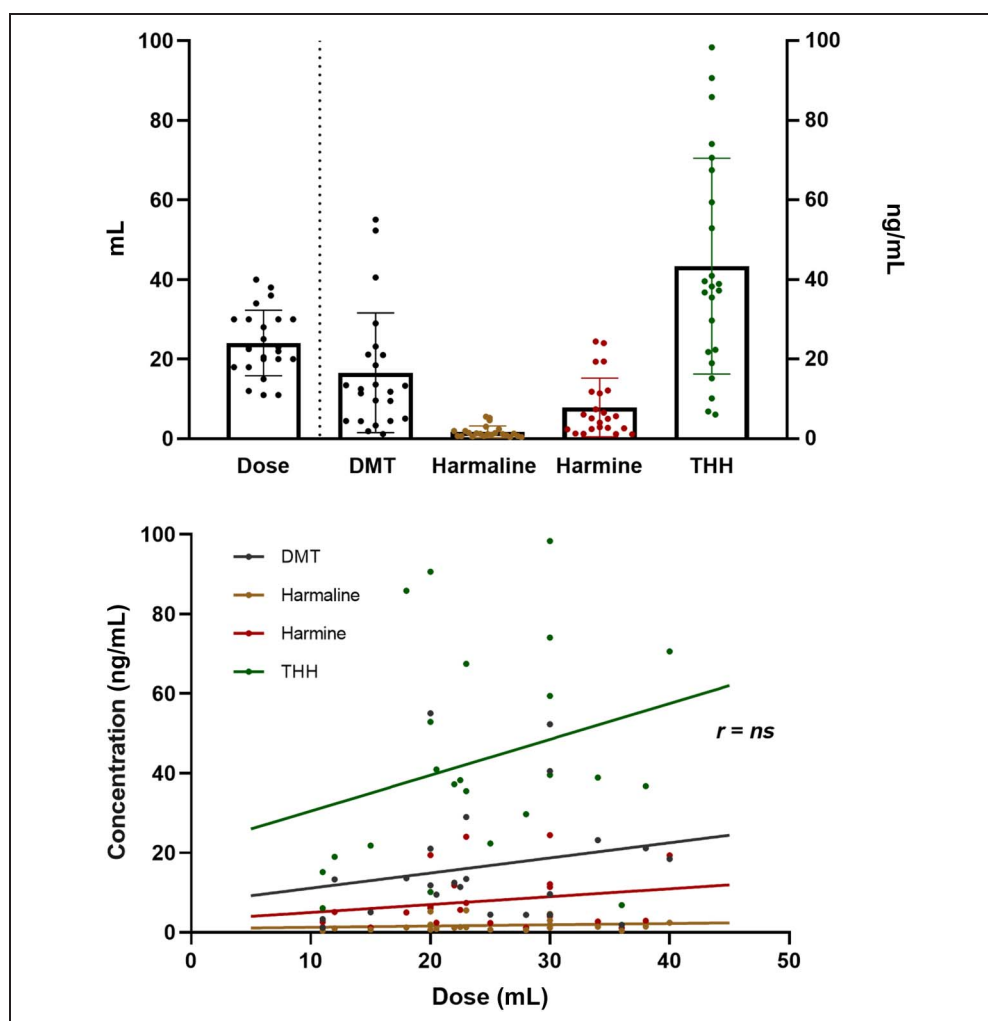 100
80
60
40
20
0
mL
100
80
60
40
20
0
ng/mL
Dose
DMT
Harmaline
Harmine
THH
100
80
60
40
20
0
Concentration (ng/mL)
DMT
Harmaline
Harmine
THH
r = ns
0
10
20
30
40
50
Dose (mL)